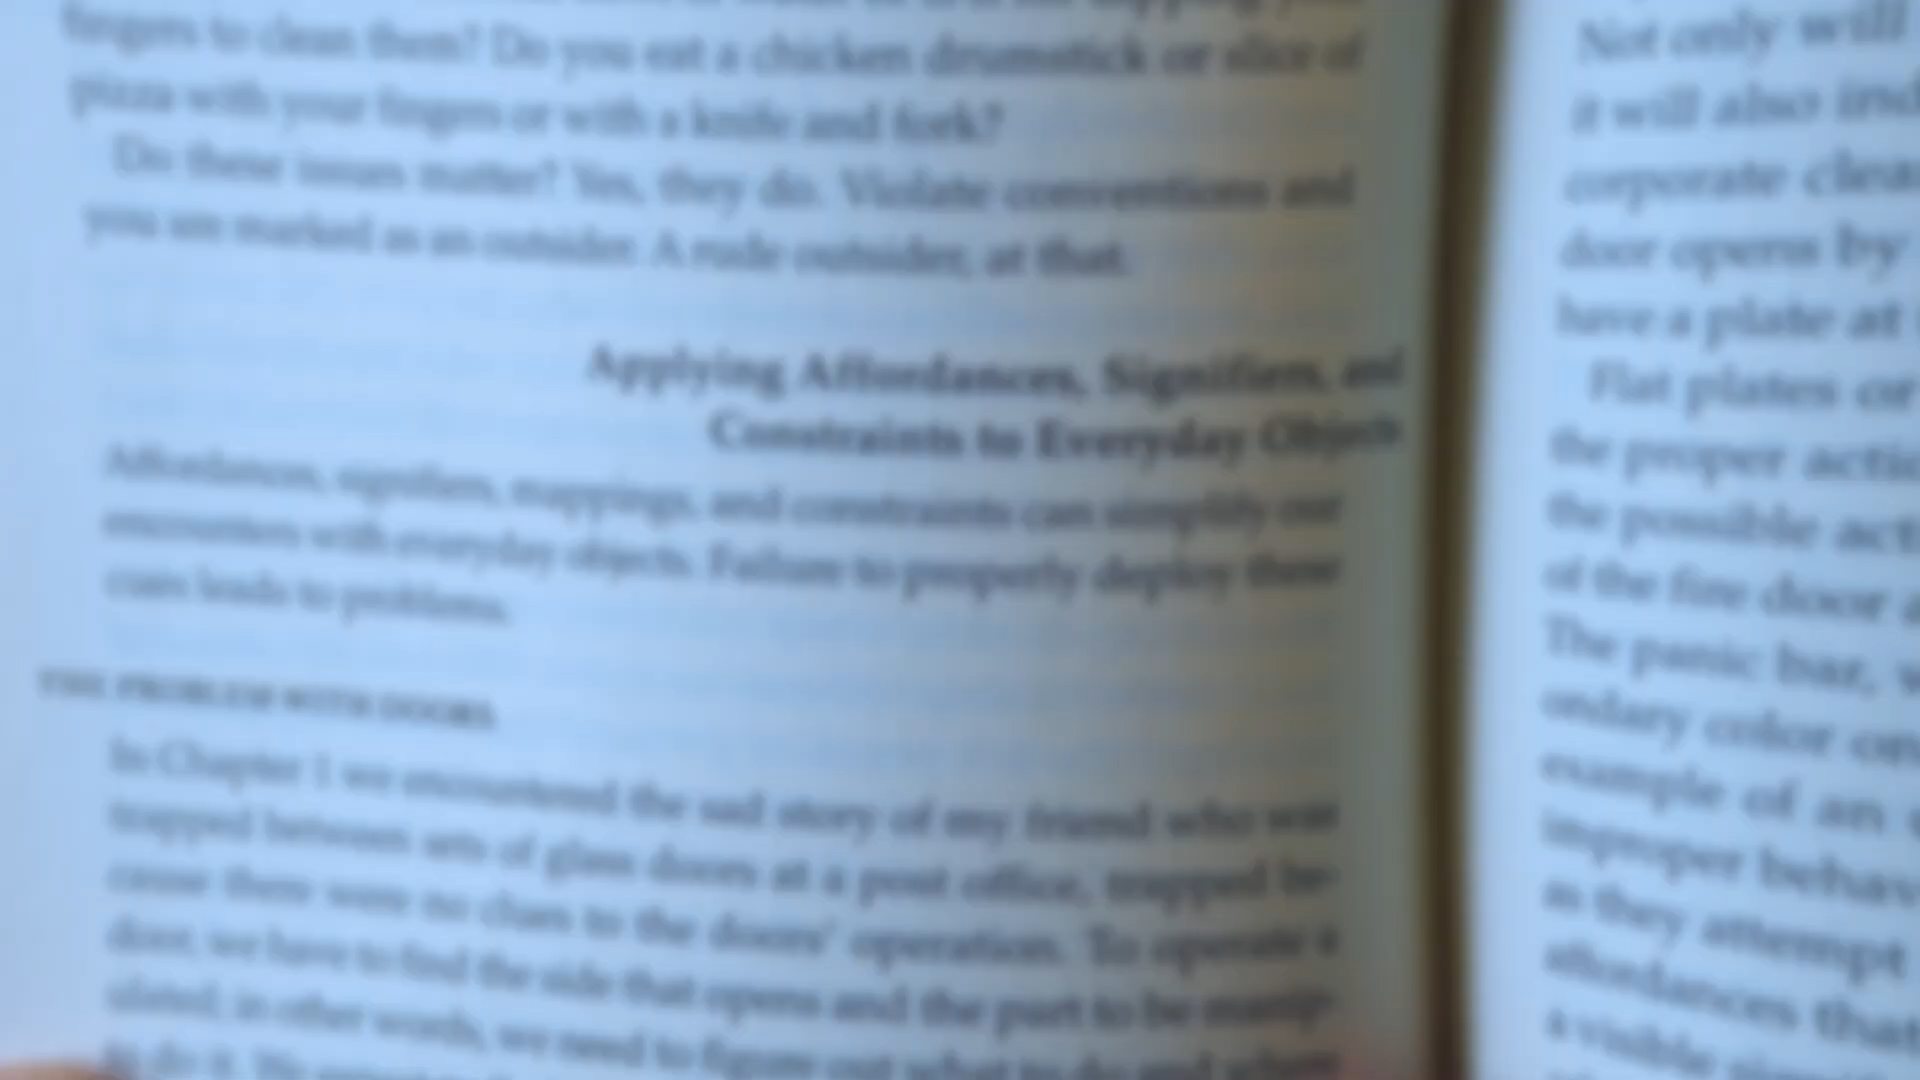 fingers to clean them? Do you eat a chicken drumstick or slice of
pizza with your fingers or with a knife and fork?
Do these issues matter? Yes, they do. Violate conventions and
you are marked as an outsider. A rude outsider, at that.
Applying Affordances, Signifiers, and
Constraints to Everyday Objects
Affordances, signifiers, mappings, and constraints can simplify our
encounters with everyday objects. Failure to properly deploy these
cues leads to problems.
THE PROBLEM WITH DOORS
In Chapter 1 we encountered the sad story of my friend who was
trapped between sets of glass doors at a post office, trapped be-
cause there were no clues to the doors' operation. To operate a
door, we have to find the side that opens and the part to be manip-
ulated; in other words, we need to figure out what to do and where
to do it. We expect to
Not only will
it will also ind
corporate clea
door opens by
have a plate at
Flat plates or
the proper actio
the possible act
of the fire door a
The panic bar,
ondary color on
example of an
improper behav
as they attempt
affordances that
a visible signifi